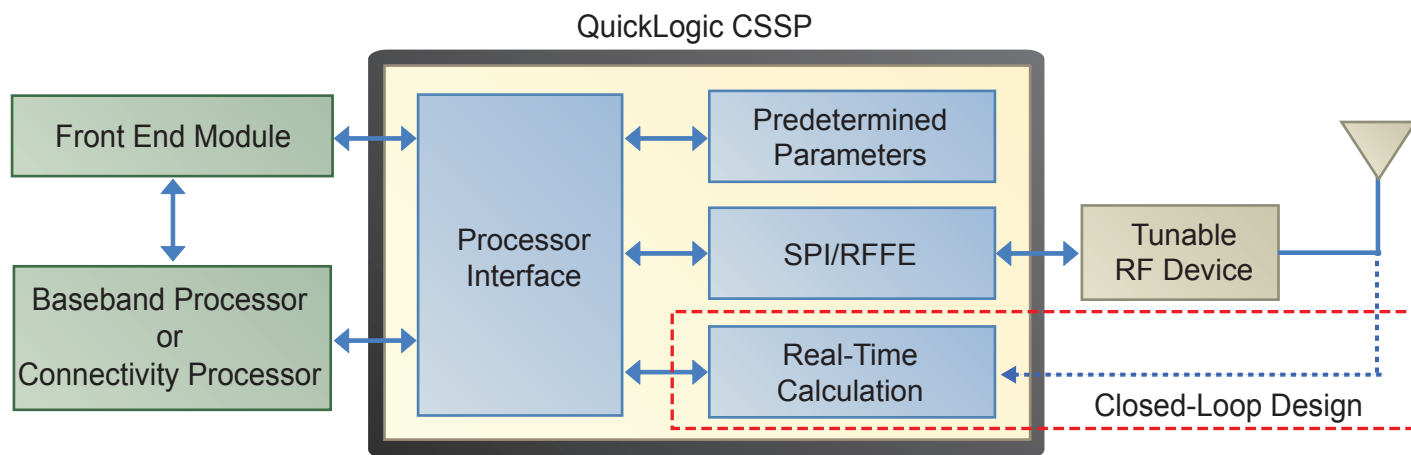 QuickLogic CSSP
Front End Module
Baseband Processor
or
Connectivity Processor
Processor
Interface
Predetermined
Parameters
SPI/RFFE
Real-Time
Calculation
Tunable
RF Device
Closed-Loop Design